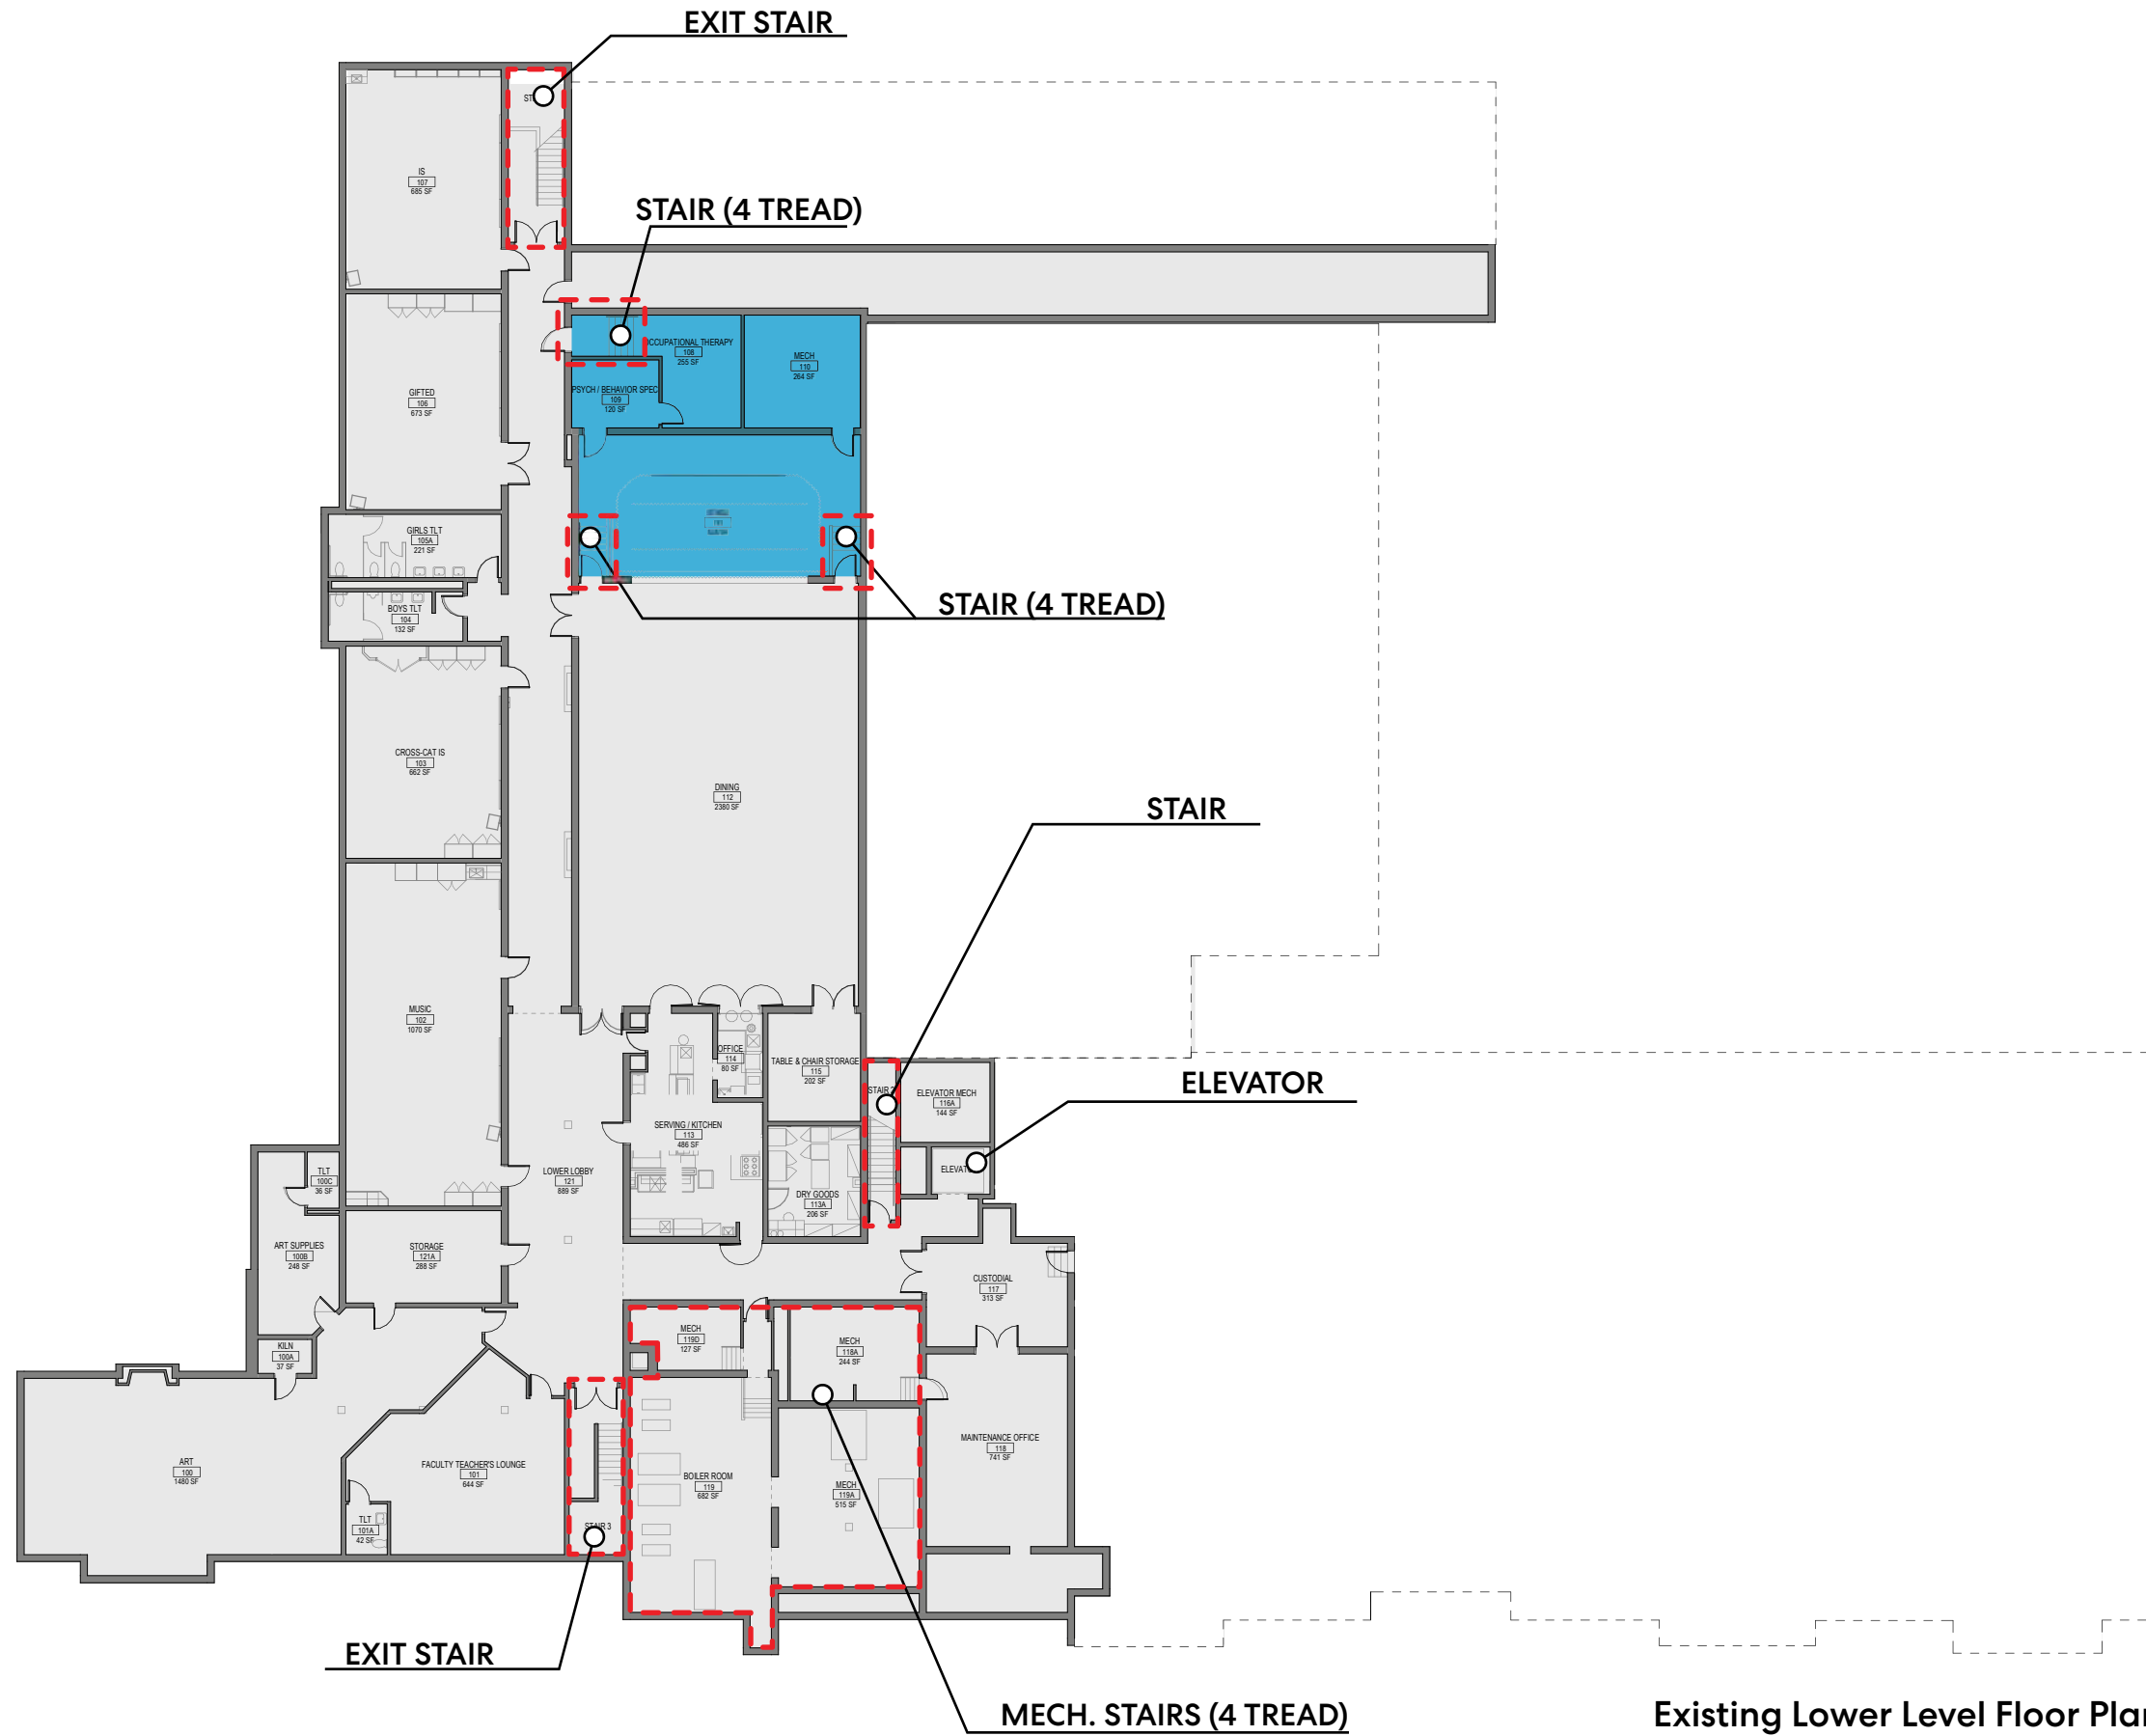 EXIT STAIR
IS
107
685 SF
STAIR (4 TREAD)
OCCUPATIONAL THERAPY
108
255 SF
MECH
110
264 SF
PSYCH / BEHAVIOR SPEC
109
120 SF
GIFTED
106
673 SF
GIRLS TLT
105A
221 SF
BOYS TLT
104
132 SF
STAIR (4 TREAD)
CROSS-CAT IS
103
662 SF
DINING
112
2380 SF
STAIR
MUSIC
102
1070 SF
OFFICE
114
80 SF
TABLE & CHAIR STORAGE
115
202 SF
STAIR 2
ELEVATOR MECH
116A
144 SF
ELEVATOR
SERVING / KITCHEN
113
486 SF
LOWER LOBBY
121
889 SF
TLT
100C
36 SF
DRY GOODS
113A
206 SF
ART SUPPLIES
100B
248 SF
STORAGE
121A
288 SF
CUSTODIAL
117
313 SF
KILN
100A
37 SF
MECH
119D
127 SF
MECH
118A
244 SF
ART
100
1480 SF
FACULTY TEACHER'S LOUNGE
101
644 SF
BOILER ROOM
119
682 SF
MECH
119A
515 SF
MAINTENANCE OFFICE
118
741 SF
TLT
101A
42 SF
STAIR 3
EXIT STAIR
MECH. STAIRS (4 TREAD)
Existing Lower Level Floor Plan